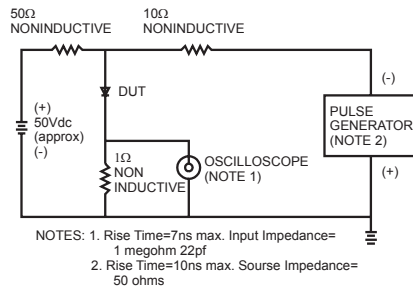 50Ω
NONINDUCTIVE
10Ω
NONINDUCTIVE
DUT
(+)
50Vdc
(approx)
(-)
1Ω
NON
INDUCTIVE
OSCILLOSCOPE
(NOTE 1)
(-)
PULSE
GENERATOR
(NOTE 2)
(+)
NOTES: 1. Rise Time=7ns max. Input Impedance=
1 megohm 22pf
2. Rise Time=10ns max. Sourse Impedance=
50 ohms